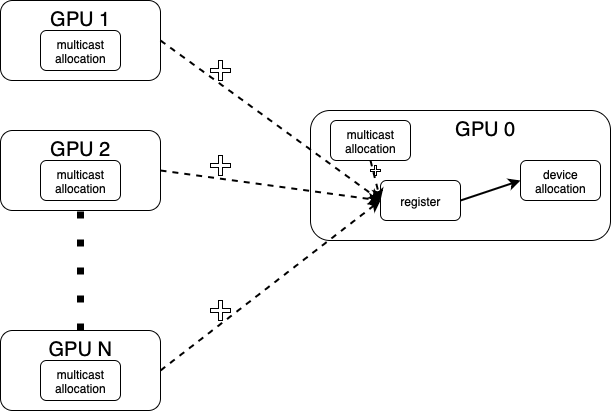 GPU 1
multicast
allocation
GPU 2
multicast
allocation
GPU N
multicast
allocation
GPU 0
multicast
allocation
register
device
allocation